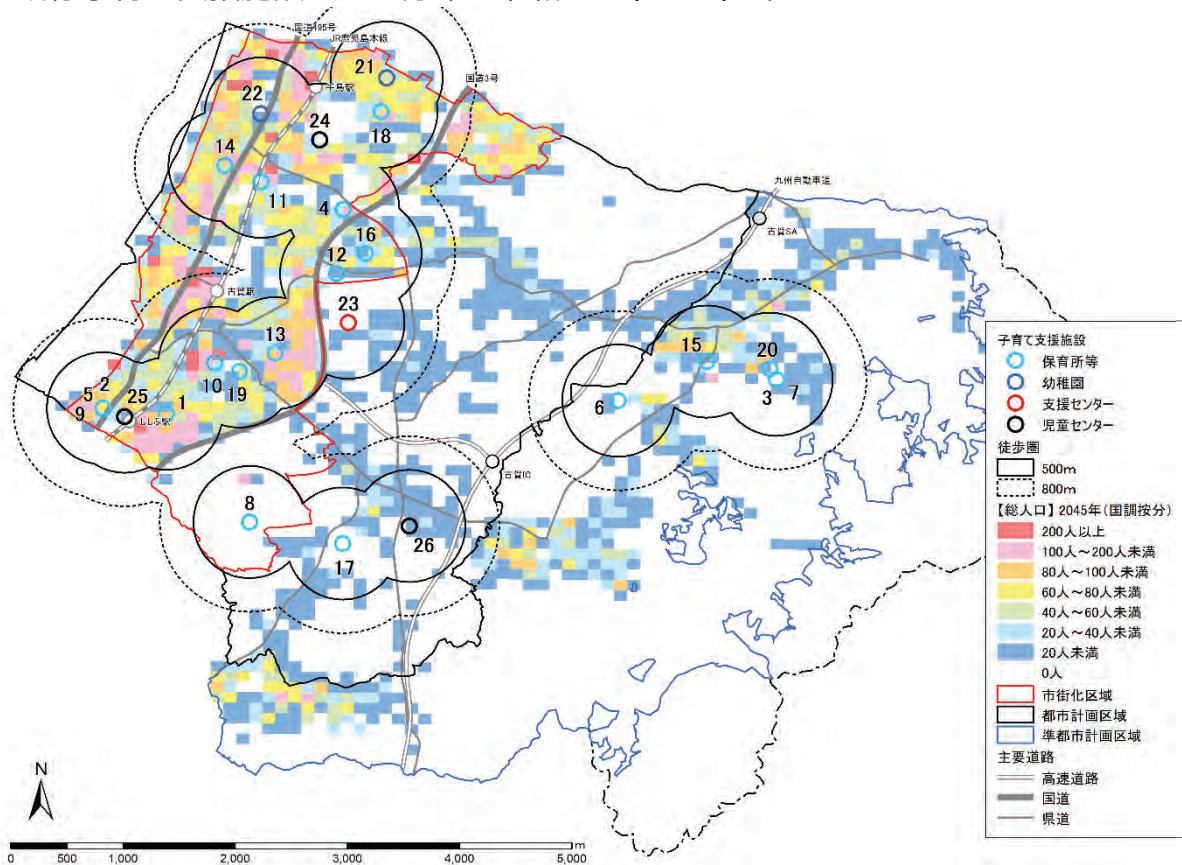 国道495号
JR鹿児島本線
国道3号
21
千鳥駅
22
24
18
14
11
九州自動車道
4
古賀SA
16
12
古賀駅
23
13
15
20
10
19
2
5
25
1
6
3
7
9
ししぶ駅
古賀IC
8
26
17
子育て支援施設
保育所等
幼稚園
支援センター
児童センター
徒歩圏
500m
800m
【総人口】2045年(国調按分)
200人以上
100人~200人未満
80人~100人未満
60人~80人未満
40人~60人未満
20人~40人未満
20人未満
0人
市街化区域
都市計画区域
準都市計画区域
主要道路
高速道路
国道
県道
N
0 500 1,000 2,000 3,000 4,000 5,000 m